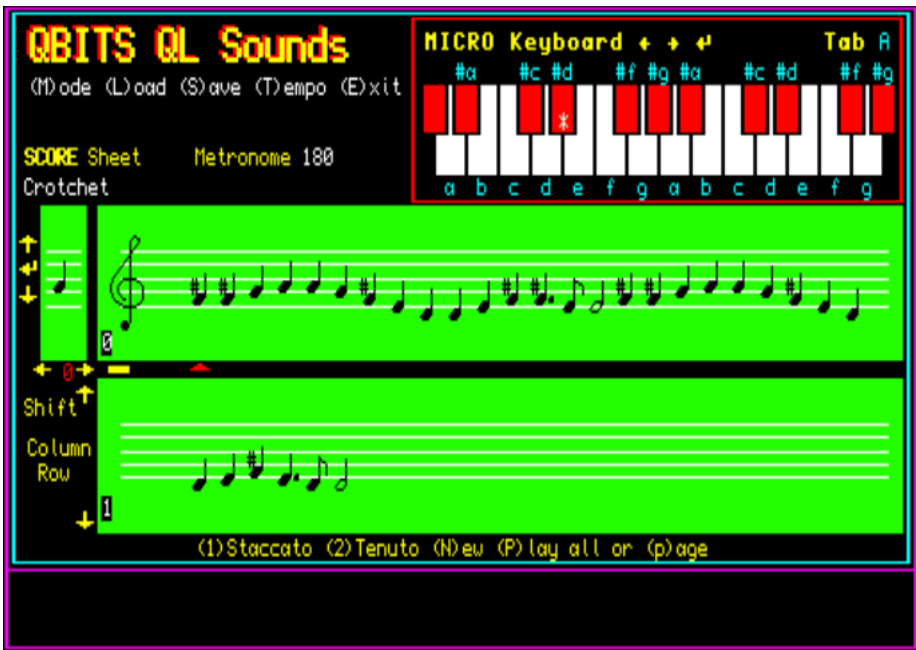 QBITS QL Sounds
(M)ode (L)oad (S)ave (T)empo (E)xit
MICRO Keyboard ← → ↵ Tab A
#a #c #d #f #g #a #c #d #f #g
*
a b c d e f g a b c d e f g
SCORE Sheet Metronome 180
Crotchet
0
0
Shift
Column
Row
1
(1)Staccato (2)Tenuto (N)ew (P)lay all or (p)age